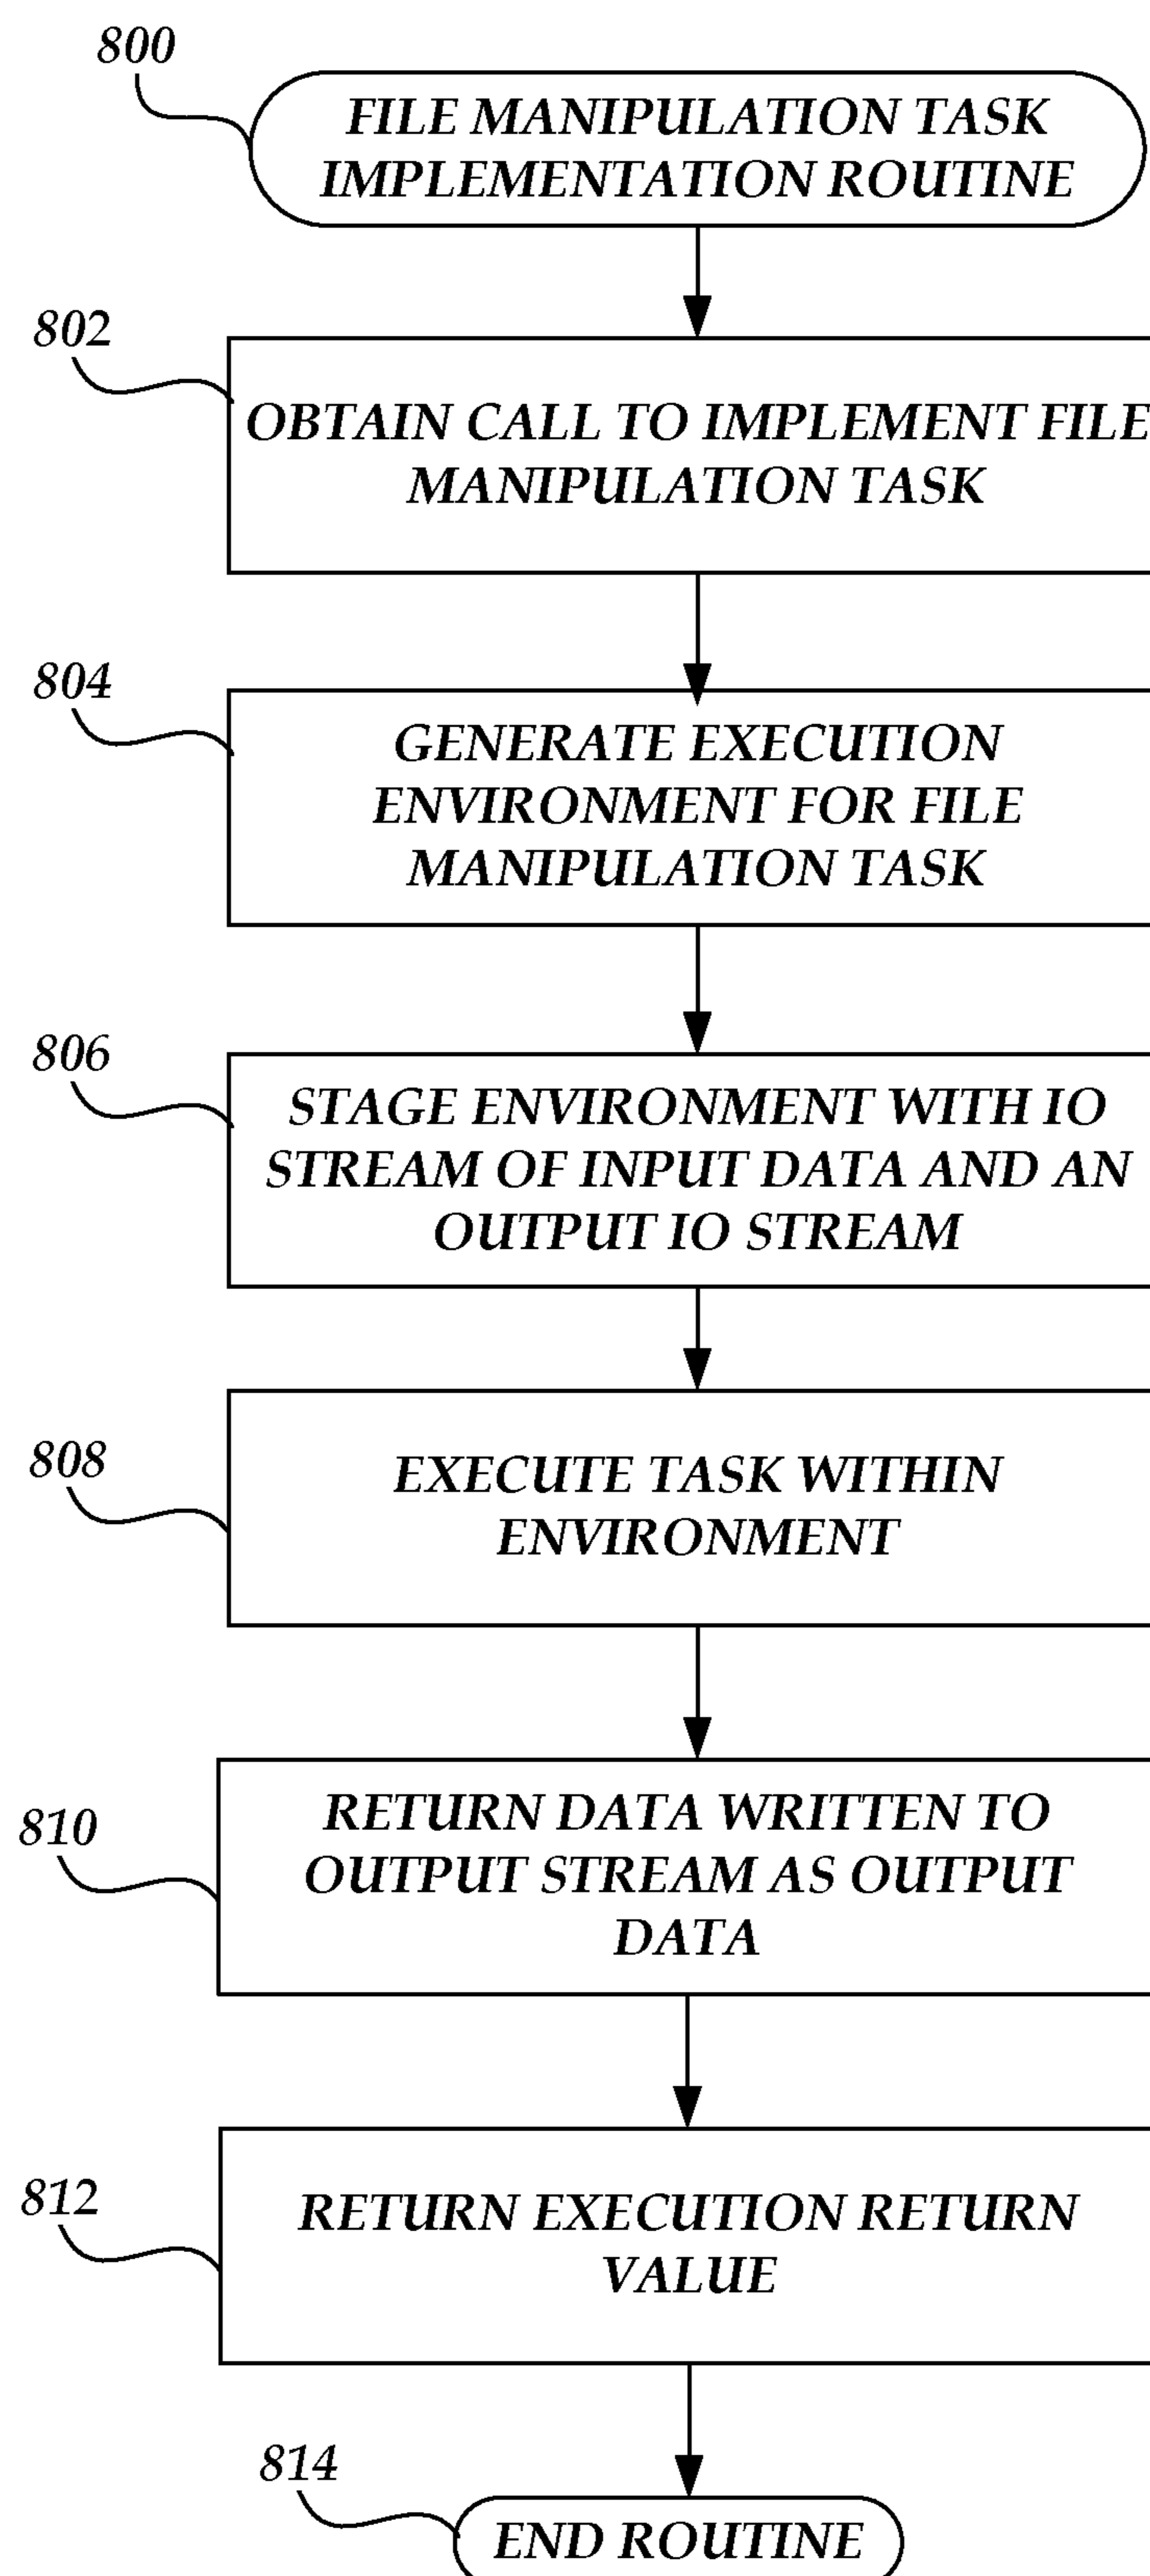 800
FILE MANIPULATION TASK
IMPLEMENTATION ROUTINE
802
OBTAIN CALL TO IMPLEMENT FILE
MANIPULATION TASK
804
GENERATE EXECUTION
ENVIRONMENT FOR FILE
MANIPULATION TASK
806
STAGE ENVIRONMENT WITH IO
STREAM OF INPUT DATA AND AN
OUTPUT IO STREAM
808
EXECUTE TASK WITHIN
ENVIRONMENT
810
RETURN DATA WRITTEN TO
OUTPUT STREAM AS OUTPUT
DATA
812
RETURN EXECUTION RETURN
VALUE
814
END ROUTINE